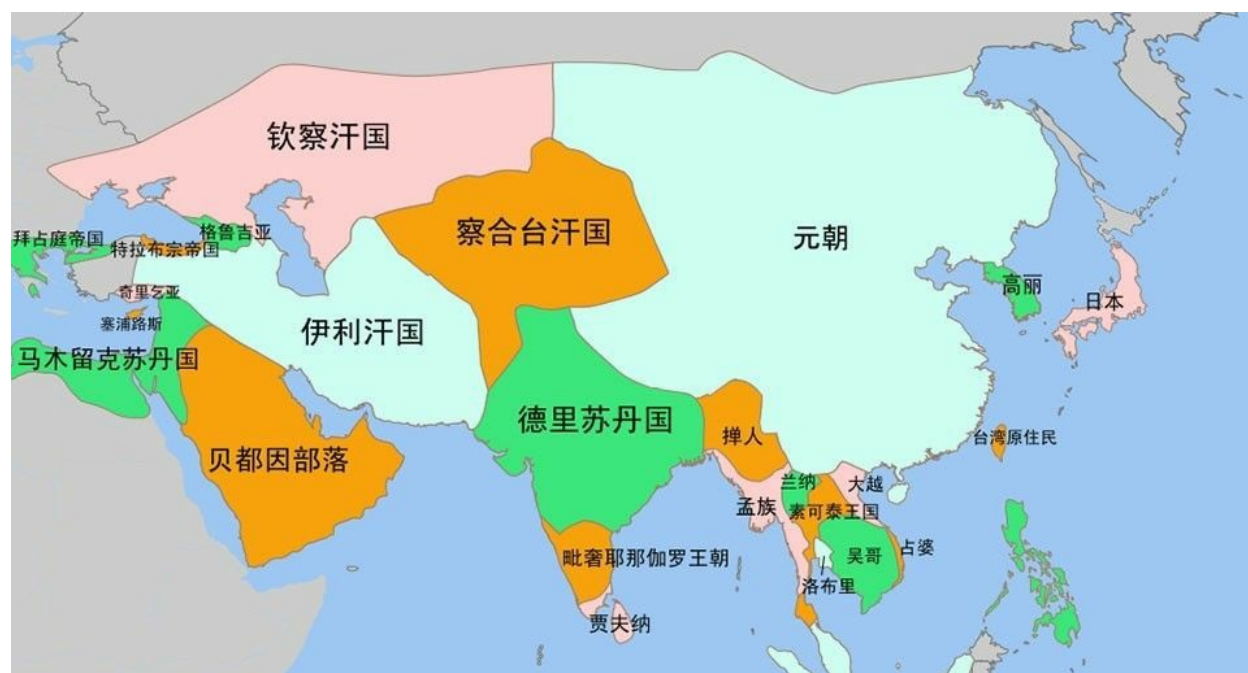 钦察汗国
察合台汗国
元朝
格鲁吉亚
拜占庭帝国
特拉布宗帝国
高丽
奇里乞亚
日本
塞浦路斯
伊利汗国
马木留克苏丹国
德里苏丹国
掸人
台湾原住民
贝都因部落
兰纳
大越
孟族
素可泰王国
占婆
吴哥
毗奢耶那伽罗王朝
洛布里
贾夫纳